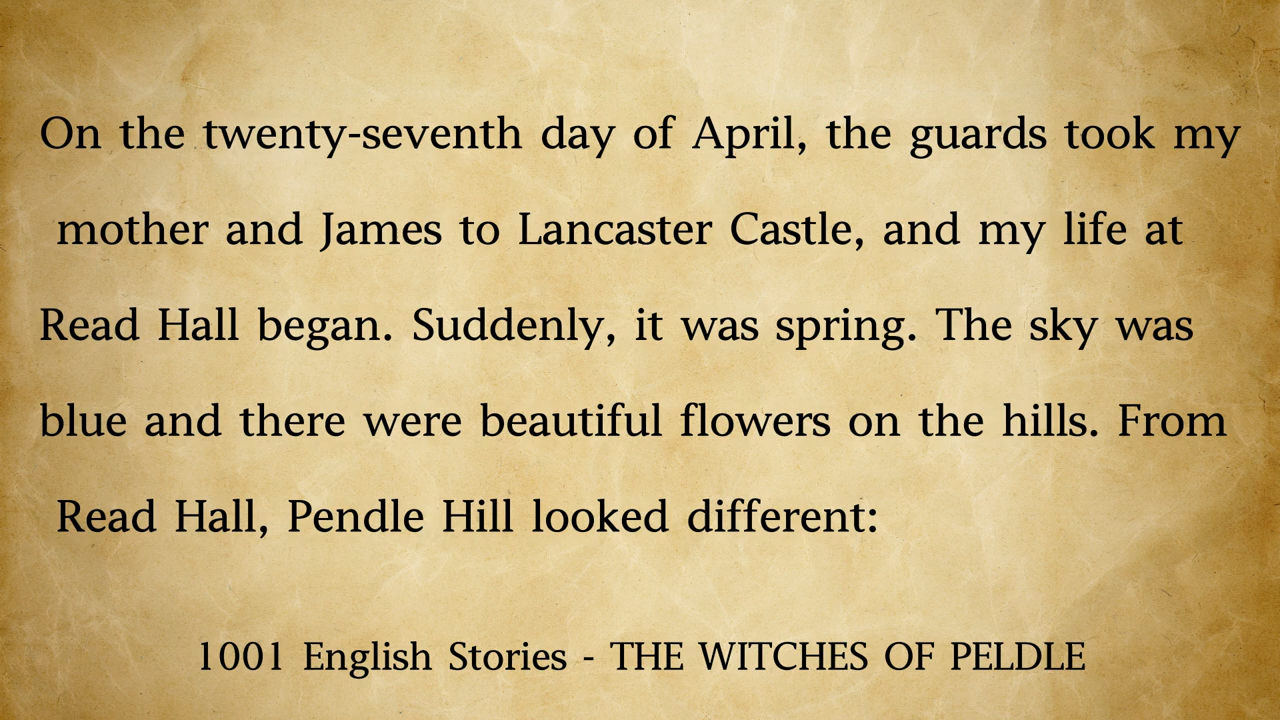 On the twenty-seventh day of April, the guards took my
mother and James to Lancaster Castle, and my life at
Read Hall began. Suddenly, it was spring. The sky was
blue and there were beautiful flowers on the hills. From
Read Hall, Pendle Hill looked different:
1001 English Stories - THE WITCHES OF PELDLE